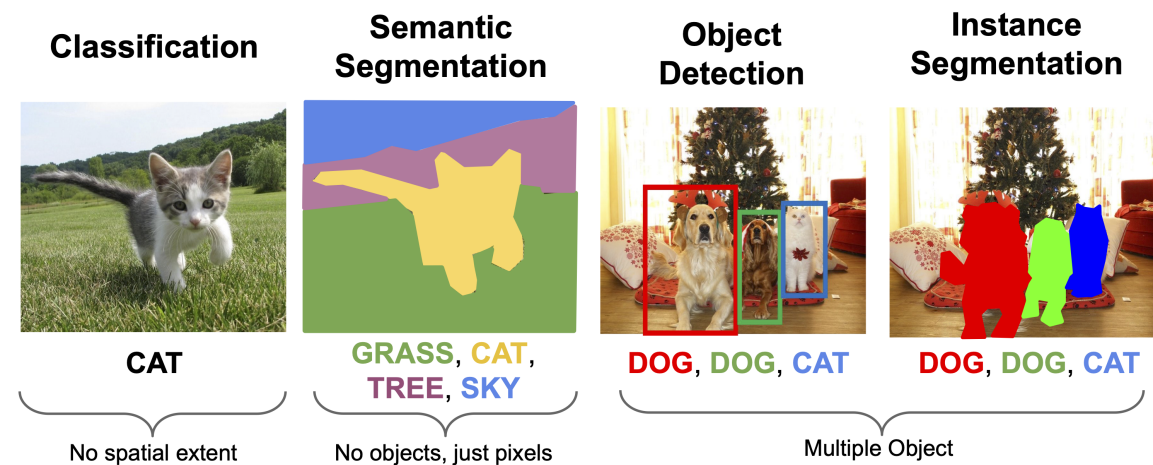 Classification
Semantic
Segmentation
Object
Detection
Instance
Segmentation
CAT
GRASS, CAT,
TREE, SKY
DOG, DOG, CAT
DOG, DOG, CAT
No spatial extent
No objects, just pixels
Multiple Object